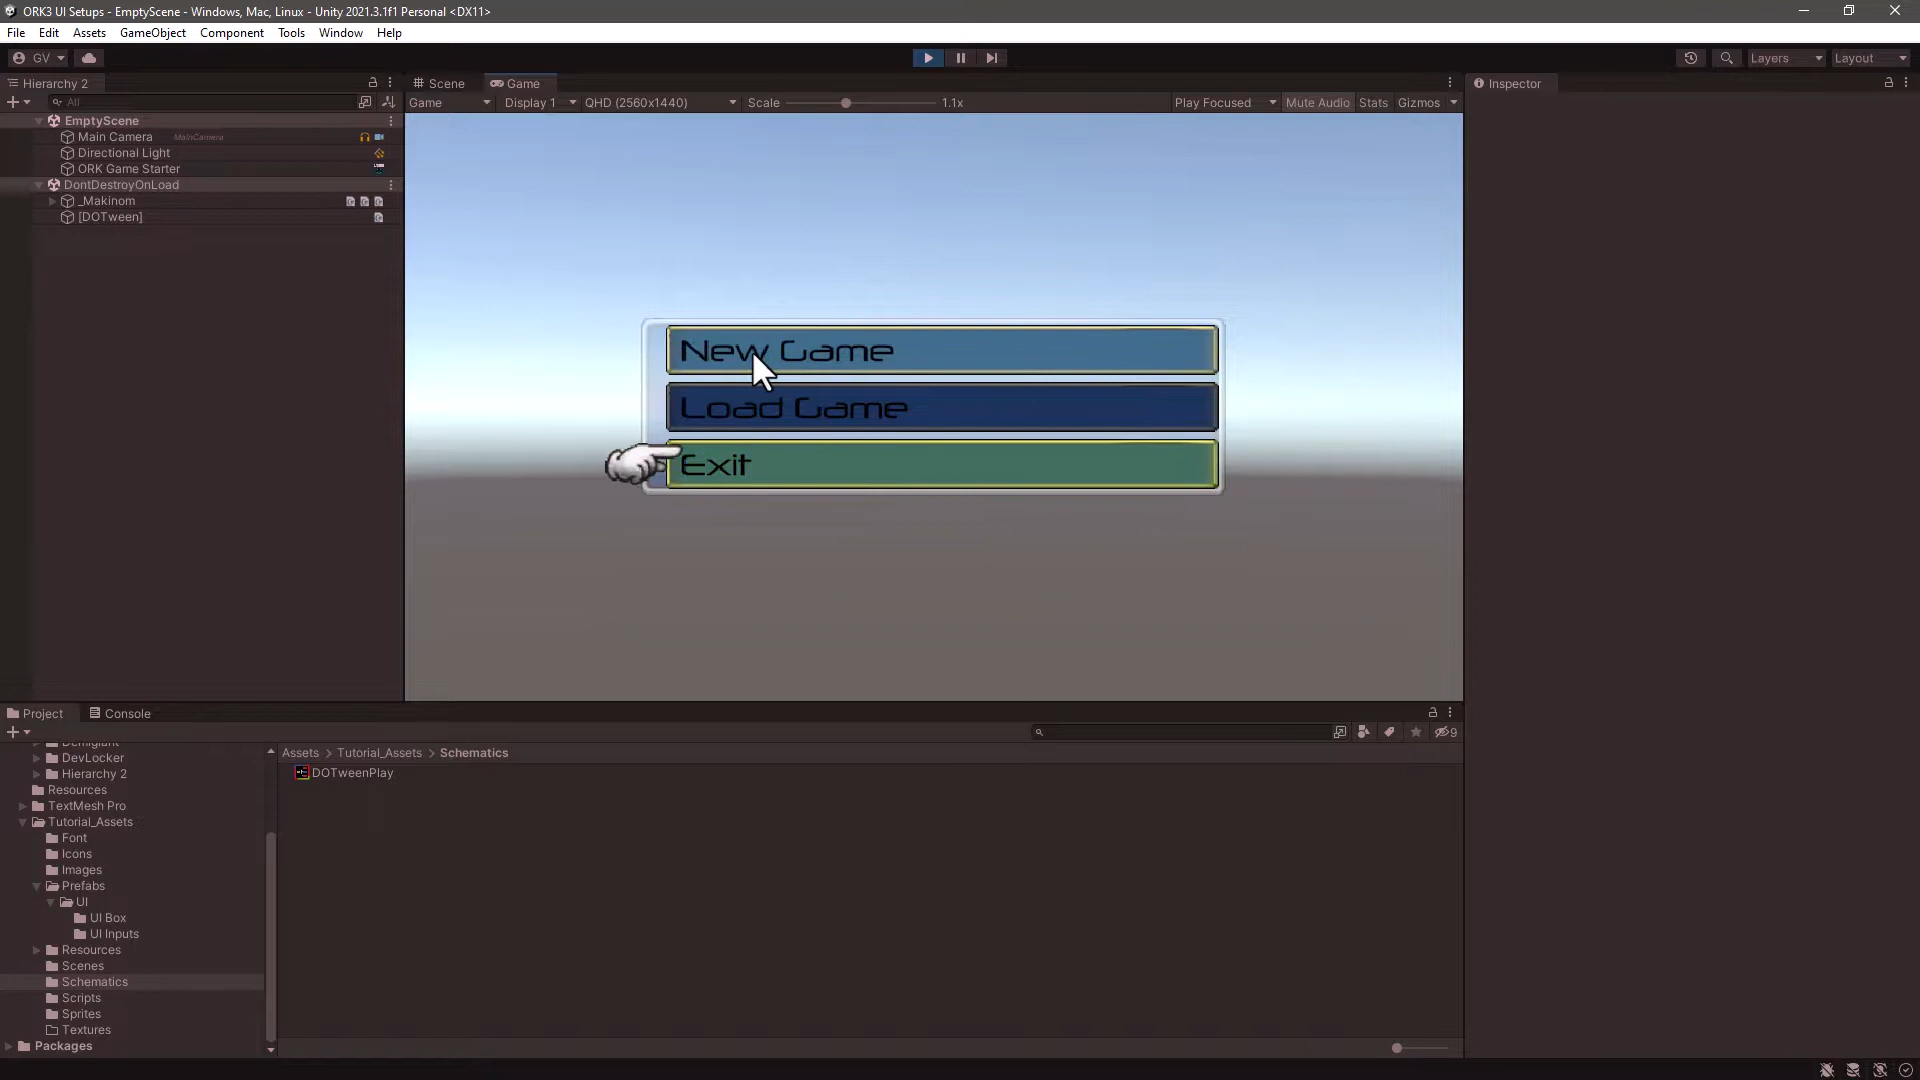 ORK3 UI Setups - EmptyScene - Windows, Mac, Linux - Unity 2021.3.1f1 Personal <DX11>
File Edit Assets GameObject Component Tools Window Help
GV Layers Layout
Hierarchy 2 Scene Game Inspector
All Game Display 1 QHD (2560x1440) Scale 1.1x Play Focused Mute Audio Stats Gizmos
EmptyScene
Main Camera MainCamera
Directional Light
ORK Game Starter
DontDestroyOnLoad
_Makinom
[DOTween]
New Game
Load Game
Exit
Project Console
9
Demigiant
DevLocker
Hierarchy 2
Resources
TextMesh Pro
Tutorial_Assets
Font
Icons
Images
Prefabs
UI
UI Box
UI Inputs
Resources
Scenes
Schematics
Scripts
Sprites
Textures
Packages
Assets > Tutorial_Assets > Schematics
DOTweenPlay